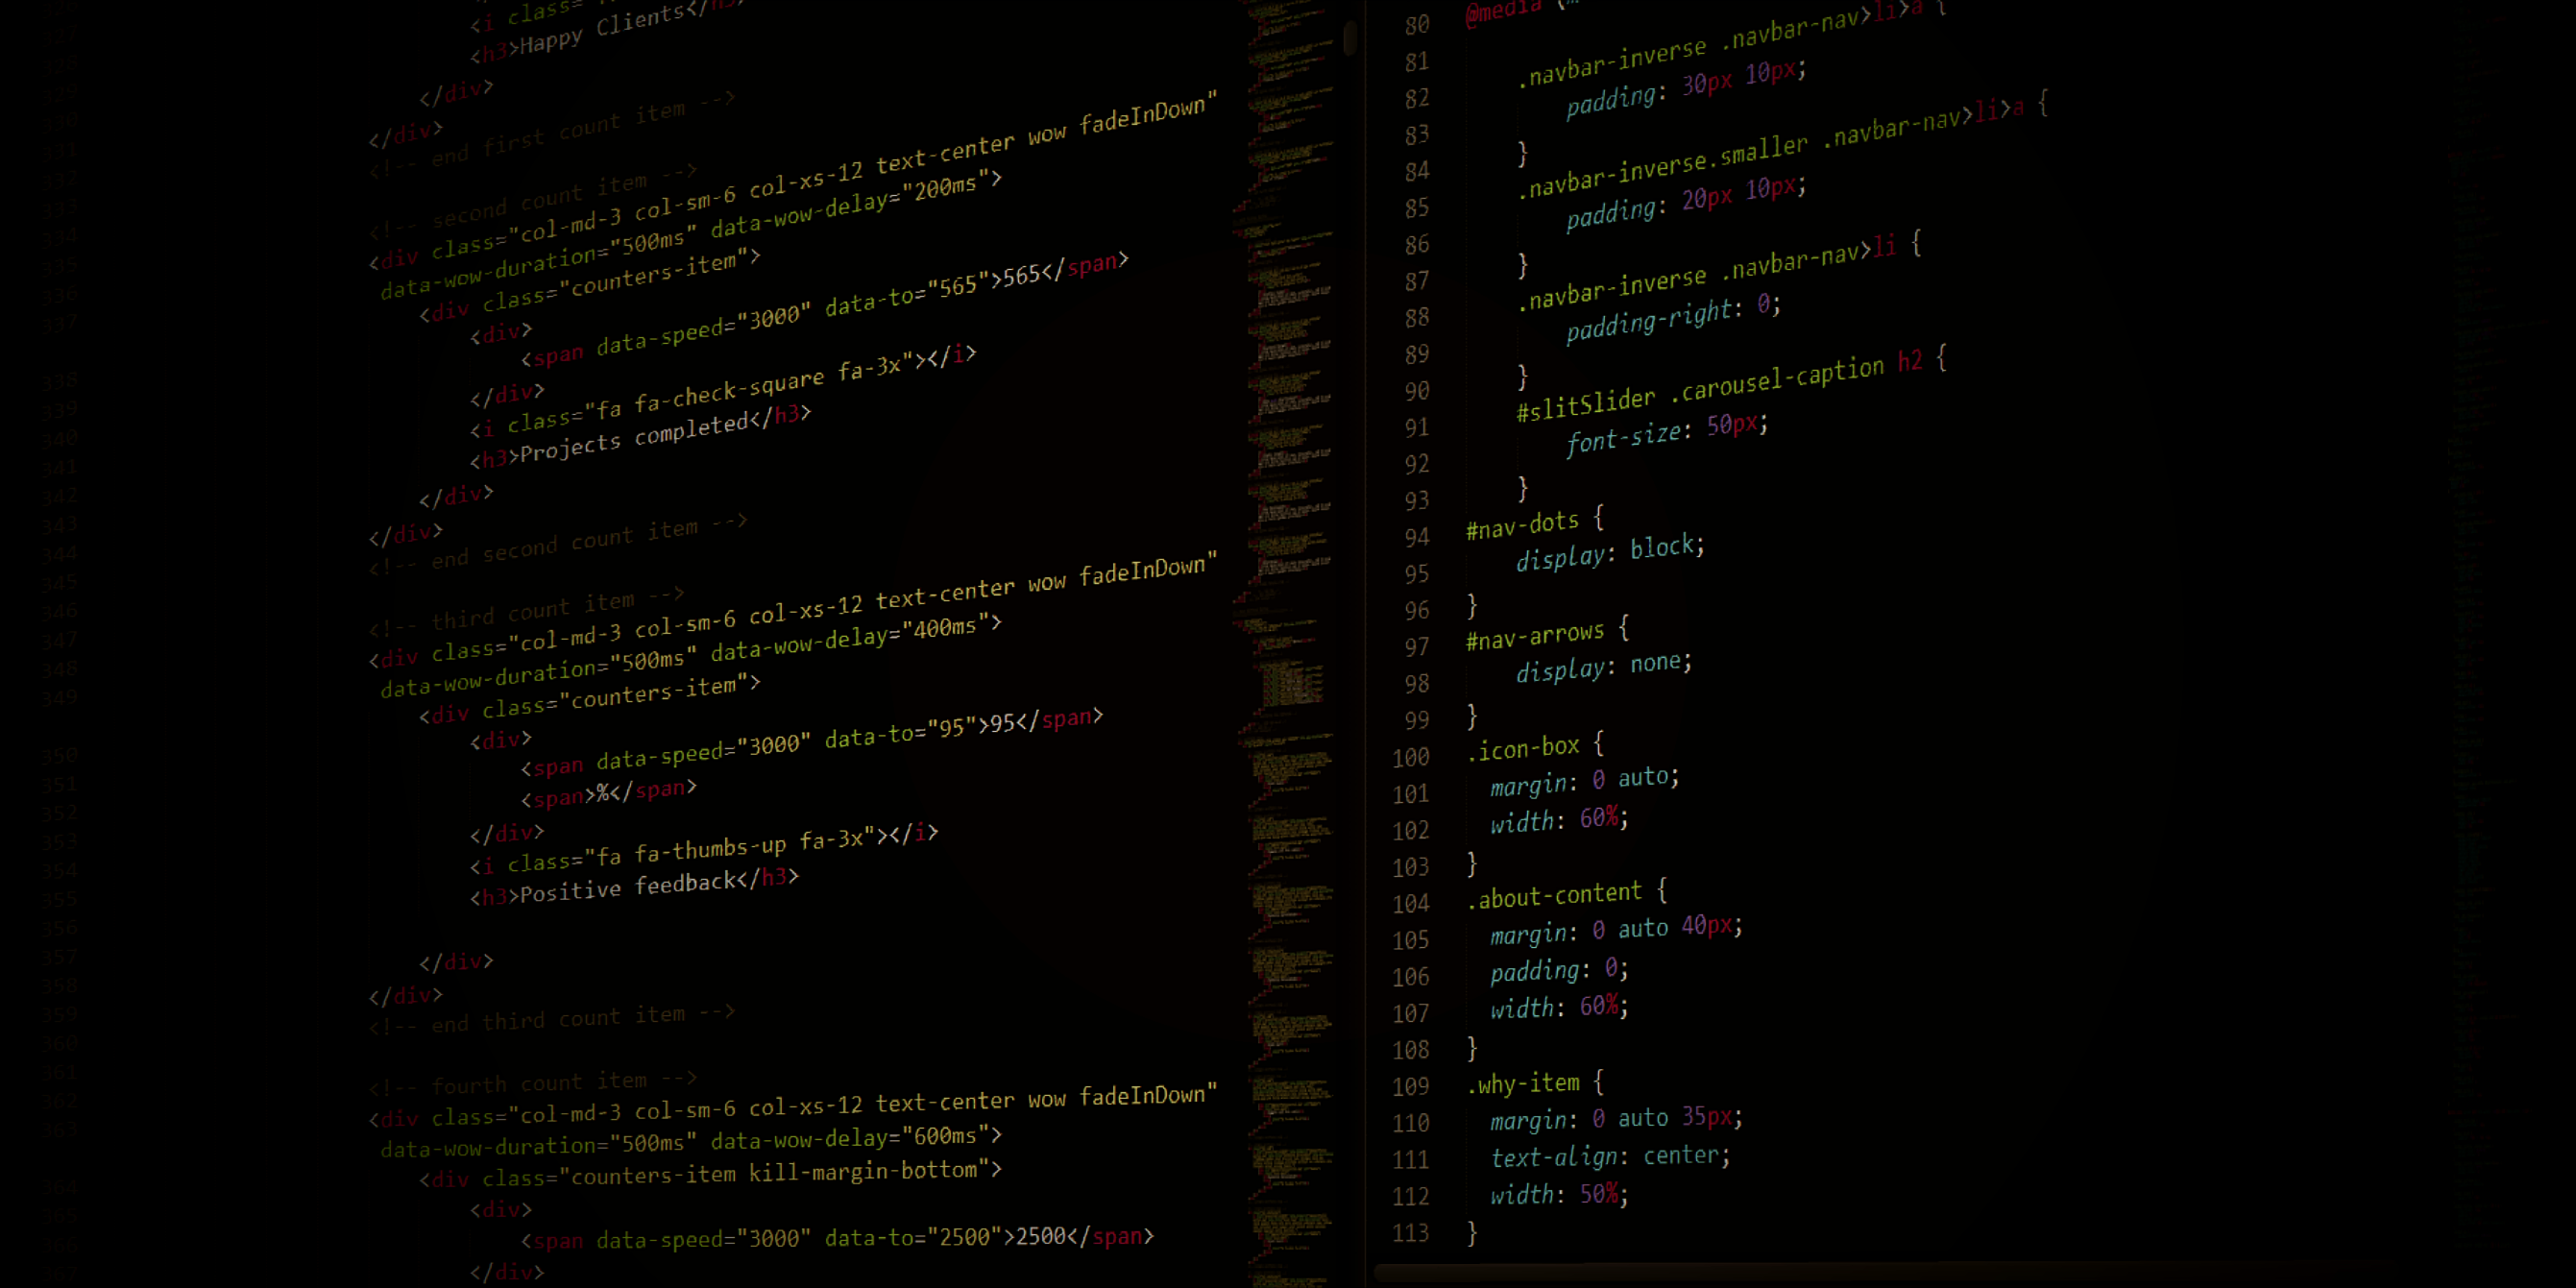 <i class=
<h3>Happy Clients</h3>
</div>
</div>
<!-- end first count item -->
<!-- second count item -->
<div class="col-md-3 col-sm-6 col-xs-12 text-center wow fadeInDown"
data-wow-duration="500ms" data-wow-delay="200ms">
<div class="counters-item">
<div>
<span data-speed="3000" data-to="565">565</span>
</div>
<i class="fa fa-check-square fa-3x"></i>
<h3>Projects completed</h3>
</div>
</div>
<!-- end second count item -->
<!-- third count item -->
<div class="col-md-3 col-sm-6 col-xs-12 text-center wow fadeInDown"
data-wow-duration="500ms" data-wow-delay="400ms">
<div class="counters-item">
<div>
<span data-speed="3000" data-to="95">95</span>
<span>%</span>
</div>
<i class="fa fa-thumbs-up fa-3x"></i>
<h3>Positive feedback</h3>
</div>
</div>
<!-- end third count item -->
<!-- fourth count item -->
<div class="col-md-3 col-sm-6 col-xs-12 text-center wow fadeInDown"
data-wow-duration="500ms" data-wow-delay="600ms">
<div class="counters-item kill-margin-bottom">
<div>
<span data-speed="3000" data-to="2500">2500</span>
</div>
80 @media
81 .navbar-inverse .navbar-nav>li>a {
82 padding: 30px 10px;
83 }
84 .navbar-inverse.smaller .navbar-nav>li>a {
85 padding: 20px 10px;
86 }
87 .navbar-inverse .navbar-nav>li {
88 padding-right: 0;
89 }
90 #slitSlider .carousel-caption h2 {
91 font-size: 50px;
92 }
93 #nav-dots {
94 display: block;
95 }
96 #nav-arrows {
97 display: none;
98 }
99 .icon-box {
100 margin: 0 auto;
101 width: 60%;
102 }
103 .about-content {
104 margin: 0 auto 40px;
105 padding: 0;
106 width: 60%;
107 }
108 .why-item {
109 margin: 0 auto 35px;
110 text-align: center;
111 width: 50%;
112 }
113